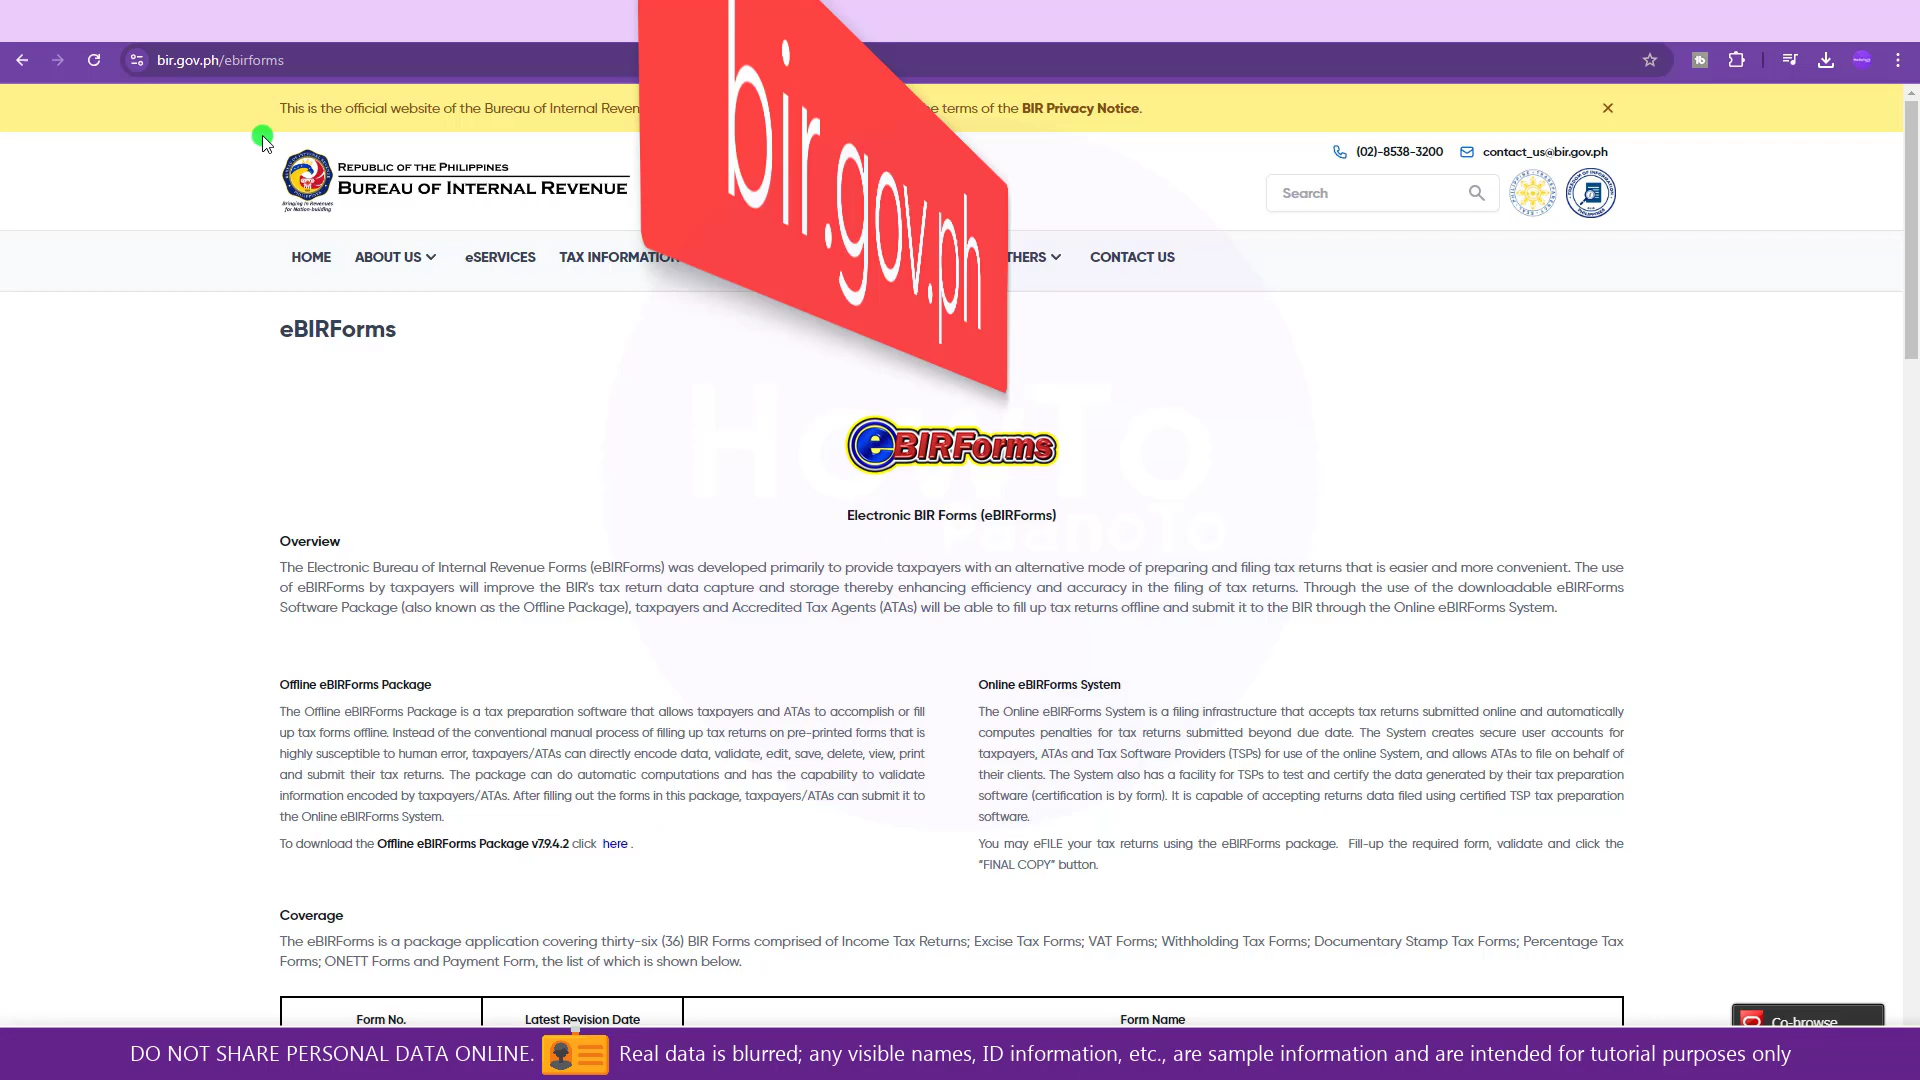 bir.gov.ph/ebirforms
This is the official website of the Bureau of Internal Reven
e terms of the BIR Privacy Notice.
bir.gov.ph
REPUBLIC OF THE PHILIPPINES
BUREAU OF INTERNAL REVENUE
Bringing in Revenues
for Nation-building
(02)-8538-3200 contact_us@bir.gov.ph
Search
HOME ABOUT US eSERVICES TAX INFORMATION THERS CONTACT US
eBIRForms
HowTo
PaanoTo
eBIRForms
Electronic BIR Forms (eBIRForms)
Overview
The Electronic Bureau of Internal Revenue Forms (eBIRForms) was developed primarily to provide taxpayers with an alternative mode of preparing and filing tax returns that is easier and more convenient. The use
of eBIRForms by taxpayers will improve the BIR's tax return data capture and storage thereby enhancing efficiency and accuracy in the filing of tax returns. Through the use of the downloadable eBIRForms
Software Package (also known as the Offline Package), taxpayers and Accredited Tax Agents (ATAs) will be able to fill up tax returns offline and submit it to the BIR through the Online eBIRForms System.
Offline eBIRForms Package
The Offline eBIRForms Package is a tax preparation software that allows taxpayers and ATAs to accomplish or fill
up tax forms offline. Instead of the conventional manual process of filling up tax returns on pre-printed forms that is
highly susceptible to human error, taxpayers/ATAs can directly encode data, validate, edit, save, delete, view, print
and submit their tax returns. The package can do automatic computations and has the capability to validate
information encoded by taxpayers/ATAs. After filling out the forms in this package, taxpayers/ATAs can submit it to
the Online eBIRForms System.
To download the Offline eBIRForms Package v7.9.4.2 click here .
Online eBIRForms System
The Online eBIRForms System is a filing infrastructure that accepts tax returns submitted online and automatically
computes penalties for tax returns submitted beyond due date. The System creates secure user accounts for
taxpayers, ATAs and Tax Software Providers (TSPs) for use of the online System, and allows ATAs to file on behalf of
their clients. The System also has a facility for TSPs to test and certify the data generated by their tax preparation
software (certification is by form). It is capable of accepting returns data filed using certified TSP tax preparation
software.
You may eFILE your tax returns using the eBIRForms package. Fill-up the required form, validate and click the
"FINAL COPY" button.
Coverage
The eBIRForms is a package application covering thirty-six (36) BIR Forms comprised of Income Tax Returns; Excise Tax Forms; VAT Forms; Withholding Tax Forms; Documentary Stamp Tax Forms; Percentage Tax
Forms; ONETT Forms and Payment Form, the list of which is shown below.
Form No. Latest Revision Date Form Name
Co-browse
DO NOT SHARE PERSONAL DATA ONLINE. Real data is blurred; any visible names, ID information, etc., are sample information and are intended for tutorial purposes only